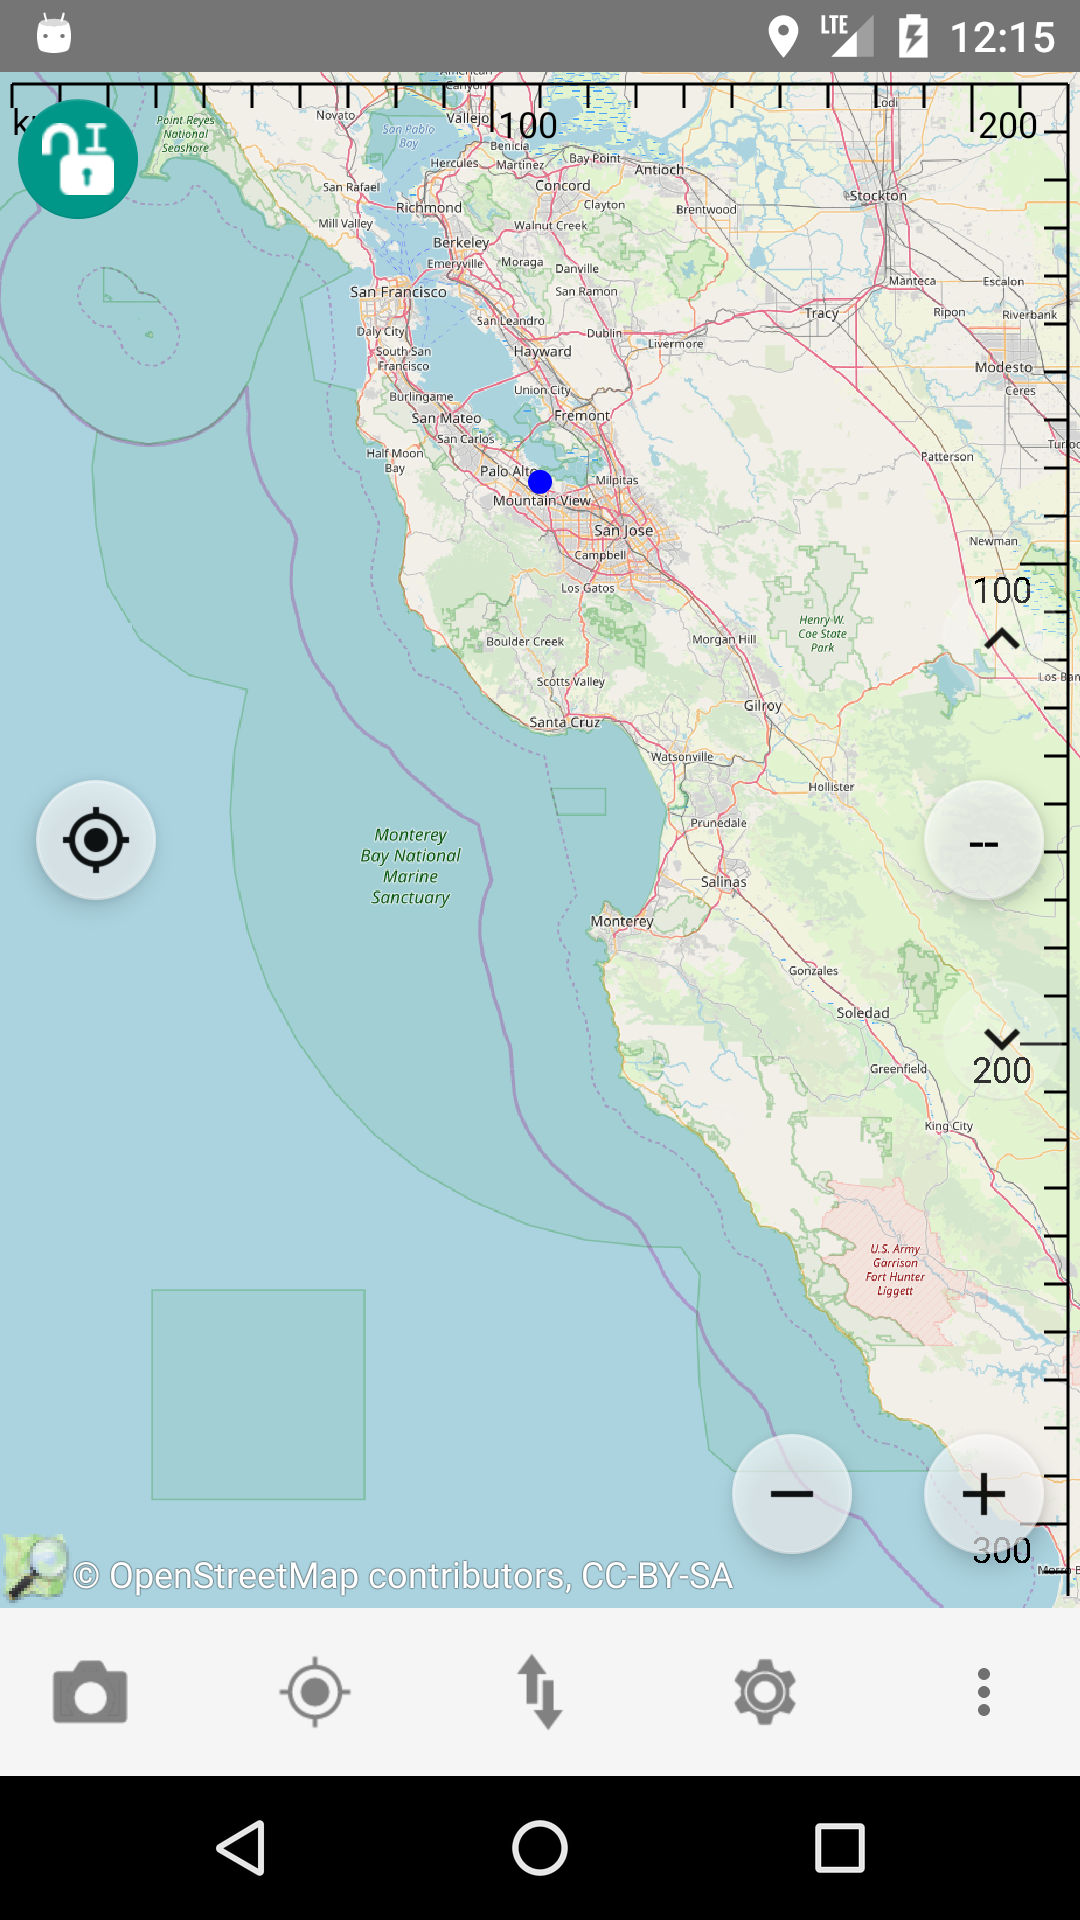 LTE 12:15
Point Reyes
National
Seashore
Novato
San Pablo
Bay
American
Canyon
Vallejo
100
Lodi
200
Benicia
Hercules
Martinez
Bay Point
Antioch
San Rafael
Concord
Stockton
Richmond
Clayton
Brentwood
Mill Valley
Walnut Creek
Berkeley
Emeryville
Moraga
Danville
Manteca
Escalon
San Francisco
San Ramon
Tracy
Ripon
Riverbank
San Leandro
Daly City
Dublin
Livermore
South San
Francisco
Hayward
Modesto
Burlingame
Union City
Ceres
San Mateo
Fremont
San Carlos
Half Moon
Bay
Patterson
Palo Alto
Milpitas
Mountain View
San Jose
Newman
Campbell
Los Gatos
100
Henry W.
Coe State
Park
Boulder Creek
Morgan Hill
Scotts Valley
Gilroy
Santa Cruz
Watsonville
Hollister
Monterey
Bay National
Marine
Sanctuary
Prunedale
--
Salinas
Monterey
Gonzales
Soledad
Greenfield
200
King City
U.S. Army
Garrison
Fort Hunter
Liggett
300
© OpenStreetMap contributors, CC-BY-SA